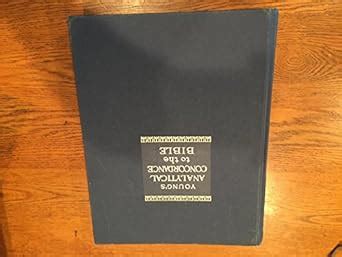 YOUNG'S
ANALYTICAL
CONCORDANCE
to the
BIBLE